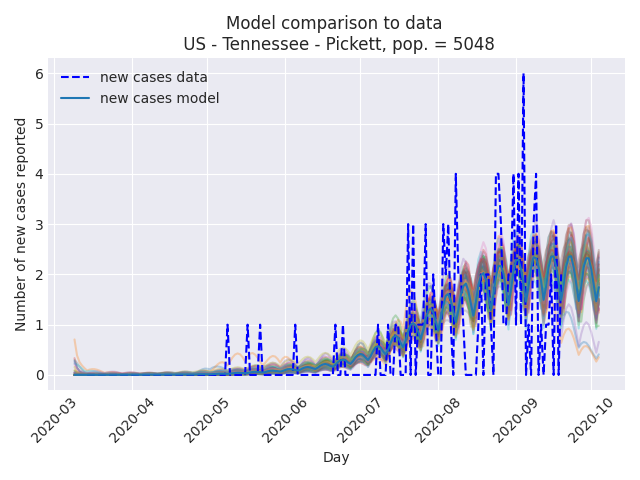 Model comparison to data
US - Tennessee - Pickett, pop. = 5048
new cases data
new cases model
Number of new cases reported
6
5
4
3
2
1
0
2020-03
2020-04
2020-05
2020-06
2020-07
2020-08
2020-09
2020-10
Day